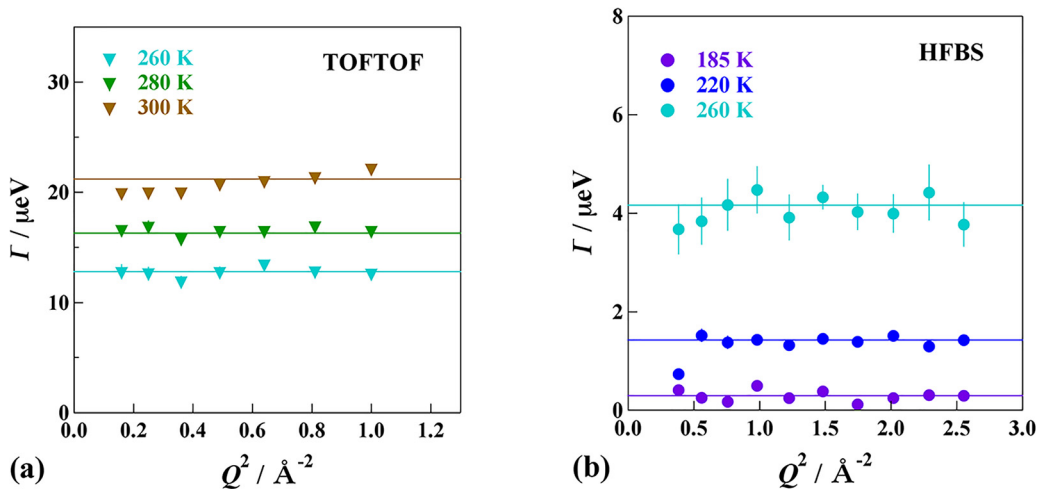 TOFTOF
260 K
280 K
300 K
30
20
10
0
Γ / μeV
0.0 0.2 0.4 0.6 0.8 1.0 1.2
Q² / Å⁻²
(a)
HFBS
185 K
220 K
260 K
8
6
4
2
0
Γ / μeV
0.0 0.5 1.0 1.5 2.0 2.5 3.0
Q² / Å⁻²
(b)